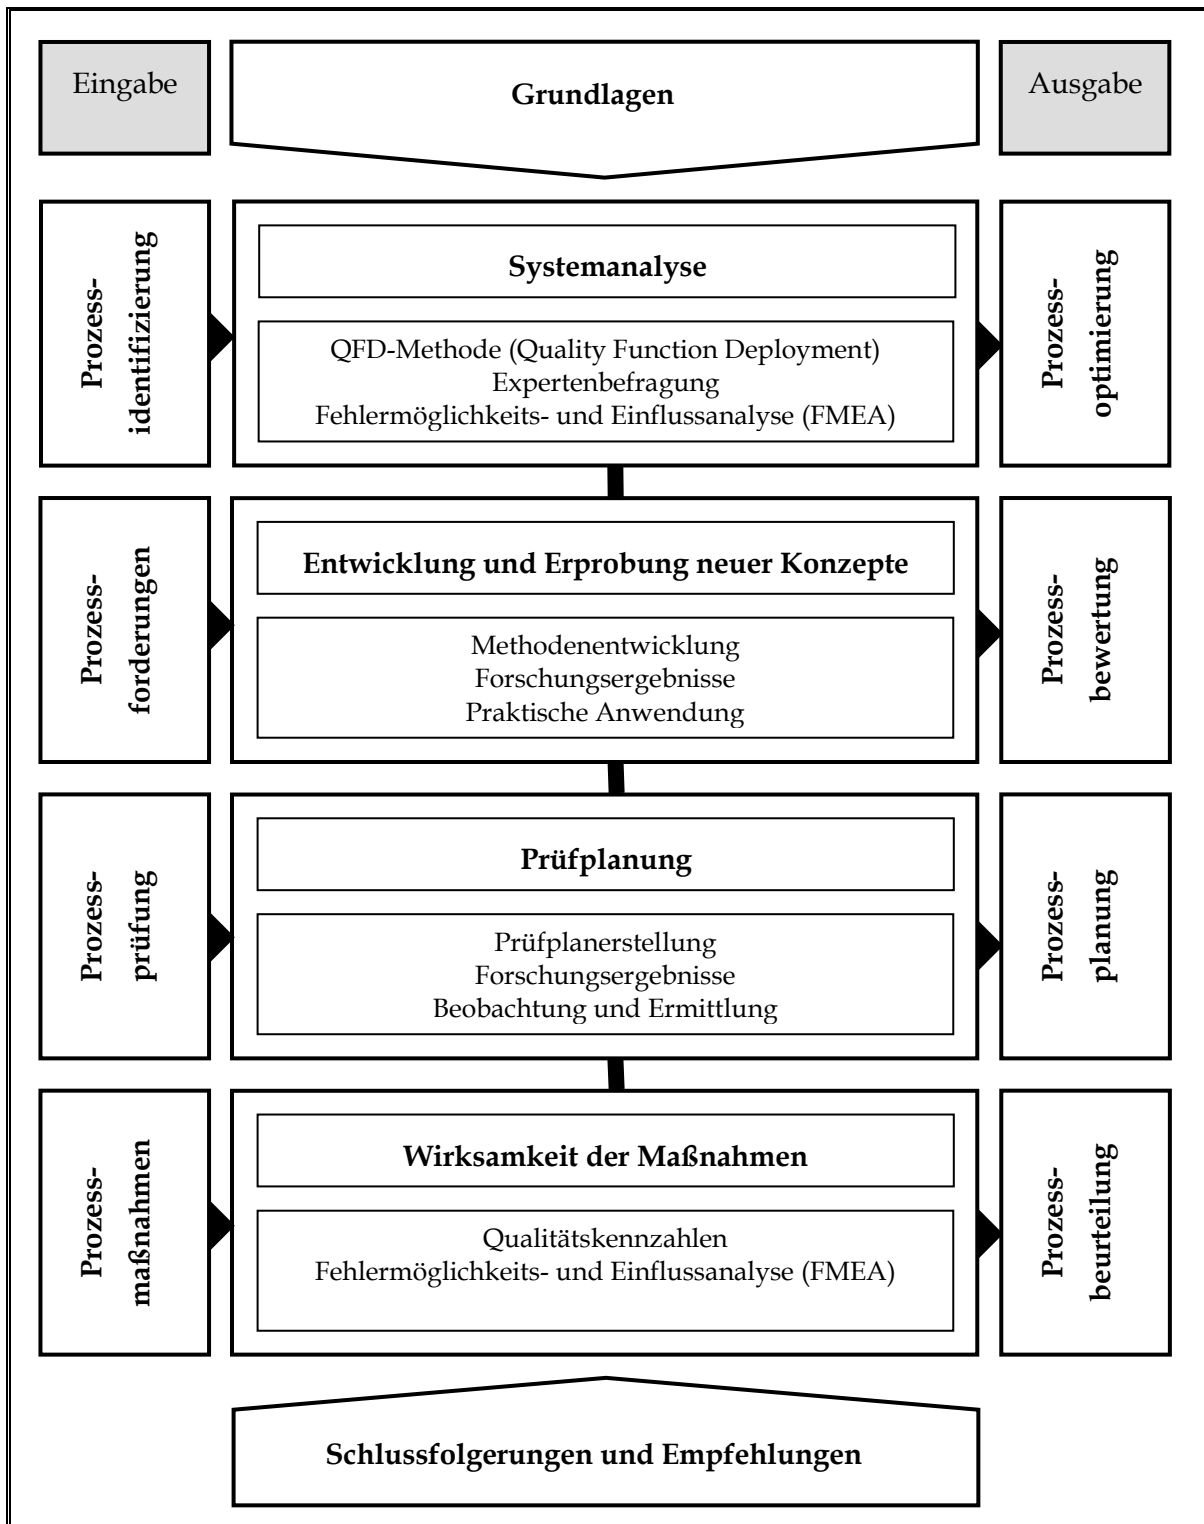 Eingabe
Grundlagen
Ausgabe
Prozess-
identifizierung
Systemanalyse
QFD-Methode (Quality Function Deployment)
Expertenbefragung
Fehlermöglichkeits- und Einflussanalyse (FMEA)
Prozess-
optimierung
Prozess-
forderungen
Entwicklung und Erprobung neuer Konzepte
Methodenentwicklung
Forschungsergebnisse
Praktische Anwendung
Prozess-
bewertung
Prozess-
prüfung
Prüfplanung
Prüfplanerstellung
Forschungsergebnisse
Beobachtung und Ermittlung
Prozess-
planung
Prozess-
maßnahmen
Wirksamkeit der Maßnahmen
Qualitätskennzahlen
Fehlermöglichkeits- und Einflussanalyse (FMEA)
Prozess-
beurteilung
Schlussfolgerungen und Empfehlungen